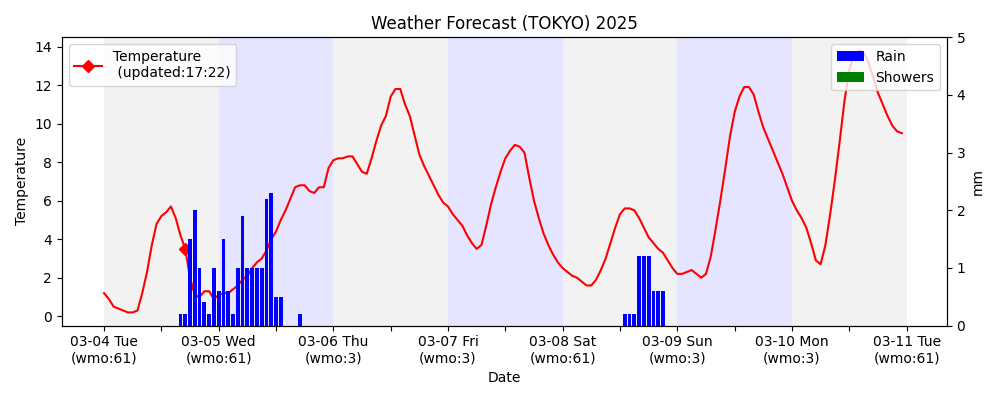 Weather Forecast (TOKYO) 2025
Temperature
(updated:17:22)
Rain
Showers
14
12
10
8
6
4
2
0
Temperature
5
4
3
2
1
0
mm
03-04 Tue
(wmo:61)
03-05 Wed
(wmo:61)
03-06 Thu
(wmo:3)
03-07 Fri
(wmo:3)
03-08 Sat
(wmo:61)
03-09 Sun
(wmo:3)
03-10 Mon
(wmo:3)
03-11 Tue
(wmo:61)
Date